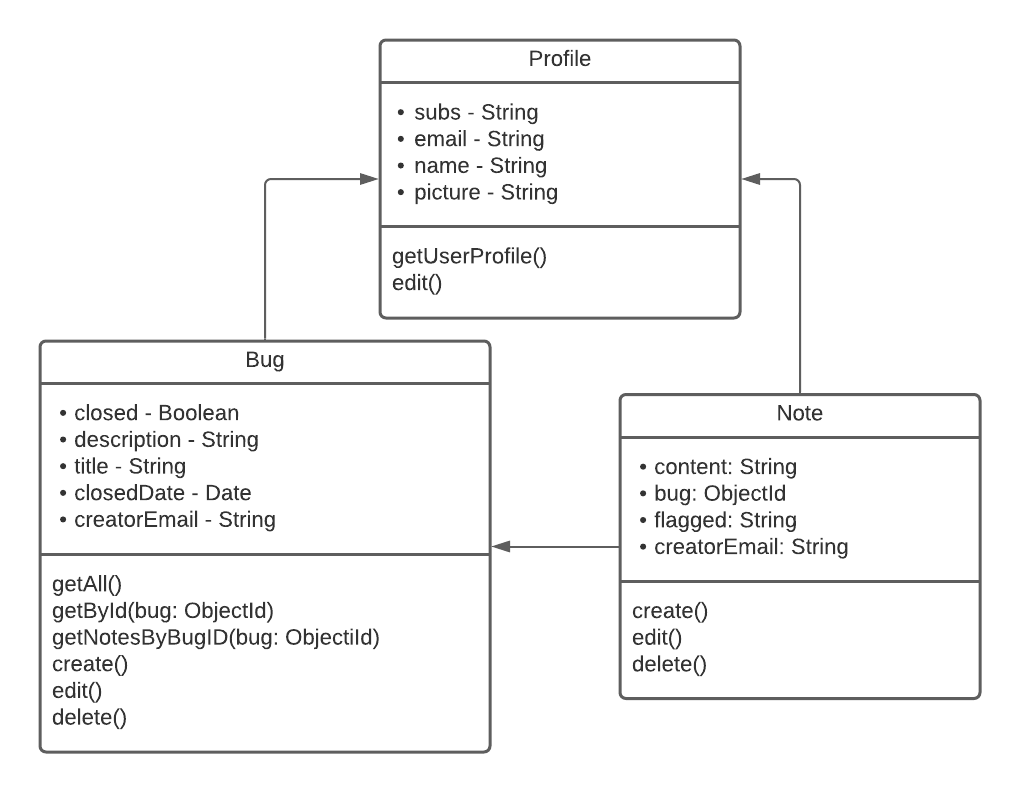 Profile
• subs - String
• email - String
• name - String
• picture - String
getUserProfile()
edit()
Bug
• closed - Boolean
• description - String
• title - String
• closedDate - Date
• creatorEmail - String
getAll()
getById(bug: ObjectId)
getNotesByBugID(bug: ObjectiId)
create()
edit()
delete()
Note
• content: String
• bug: ObjectId
• flagged: String
• creatorEmail: String
create()
edit()
delete()